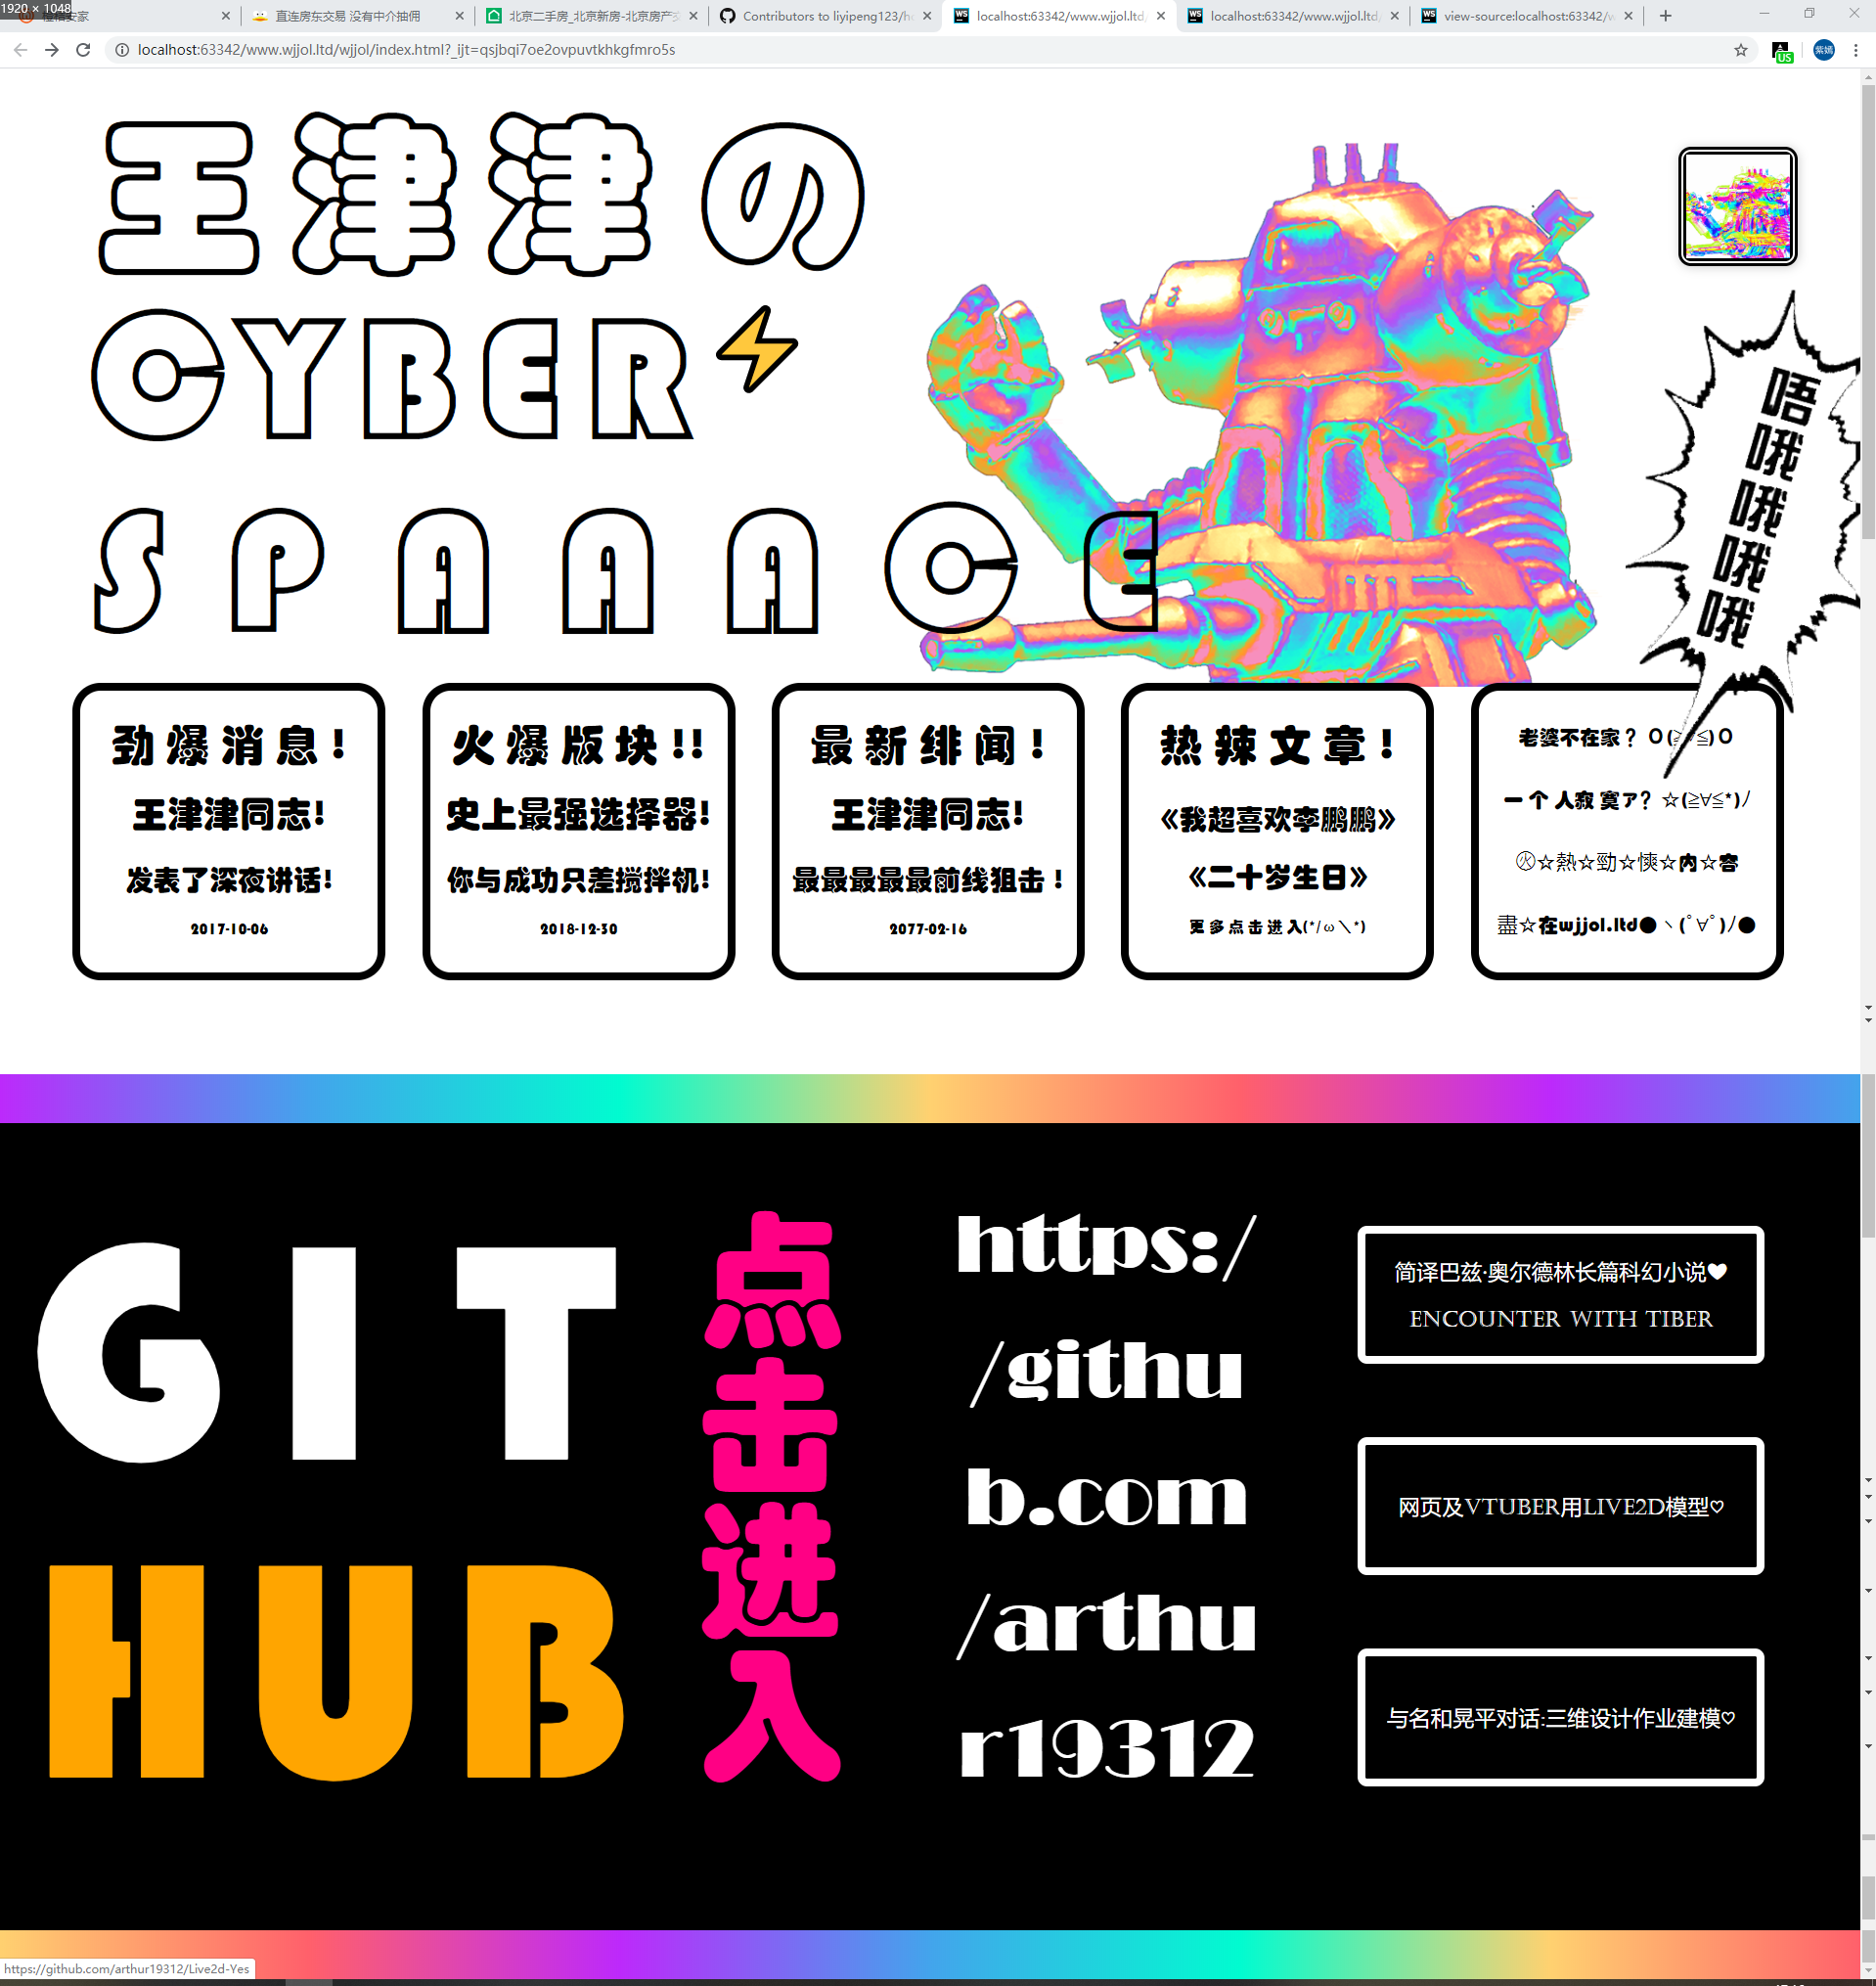 1920 × 1048
直连房东交易 没有中介抽佣
北京二手房_北京新房-北京房产
Contributors to liyipeng123/h
localhost:63342/www.wjjol.ltd
localhost:63342/www.wjjol.ltd
view-source:localhost:63342/
localhost:63342/www.wjjol.ltd/wjjol/index.html?_ijt=qsjbqi7oe2ovpuvtkhkgfmro5s
US
紫嫣
王津津の
CYBER⚡
SPAAACE
唔哦哦哦哦
劲爆消息!
王津津同志!
发表了深夜讲话!
2017-10-06
火爆版块!!
史上最强选择器!
你与成功只差搅拌机!
2018-12-30
最新绯闻!
王津津同志!
最最最最最前线狙击!
2077-02-16
热辣文章!
《我超喜欢李鹏鹏》
《二十岁生日》
更多点击进入(*/ω＼*)
老婆不在家?
一个人寂寞ァ? ☆(≧∀≦*)ﾉ
㊋☆熱☆勁☆慡☆内☆容
盡☆在wjjol.ltd●ヽ(ﾟ∀ﾟ)ﾉ●
GIT
HUB
点击进入
https:/
/githu
b.com
/arthu
r19312
简译巴兹·奥尔德林长篇科幻小说♥
ENCOUNTER WITH TIBER
网页及VTUBER用LIVE2D模型♡
与名和晃平对话:三维设计作业建模♡
https://github.com/arthur19312/Live2d-Yes